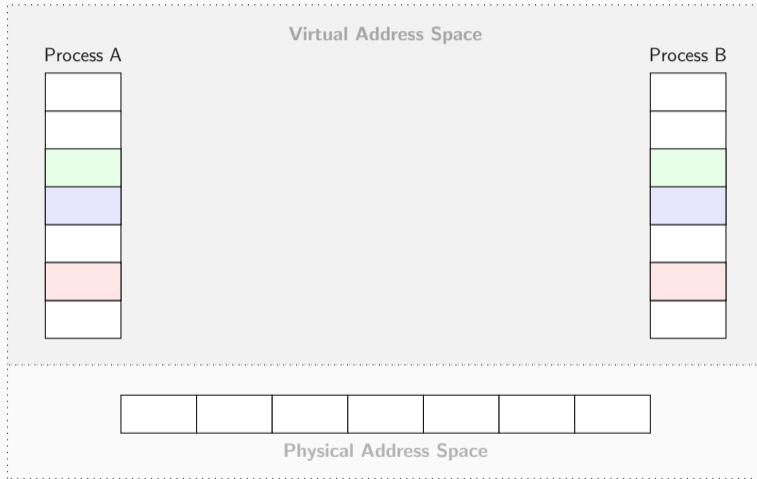 Virtual Address Space
Process A
Process B
Physical Address Space